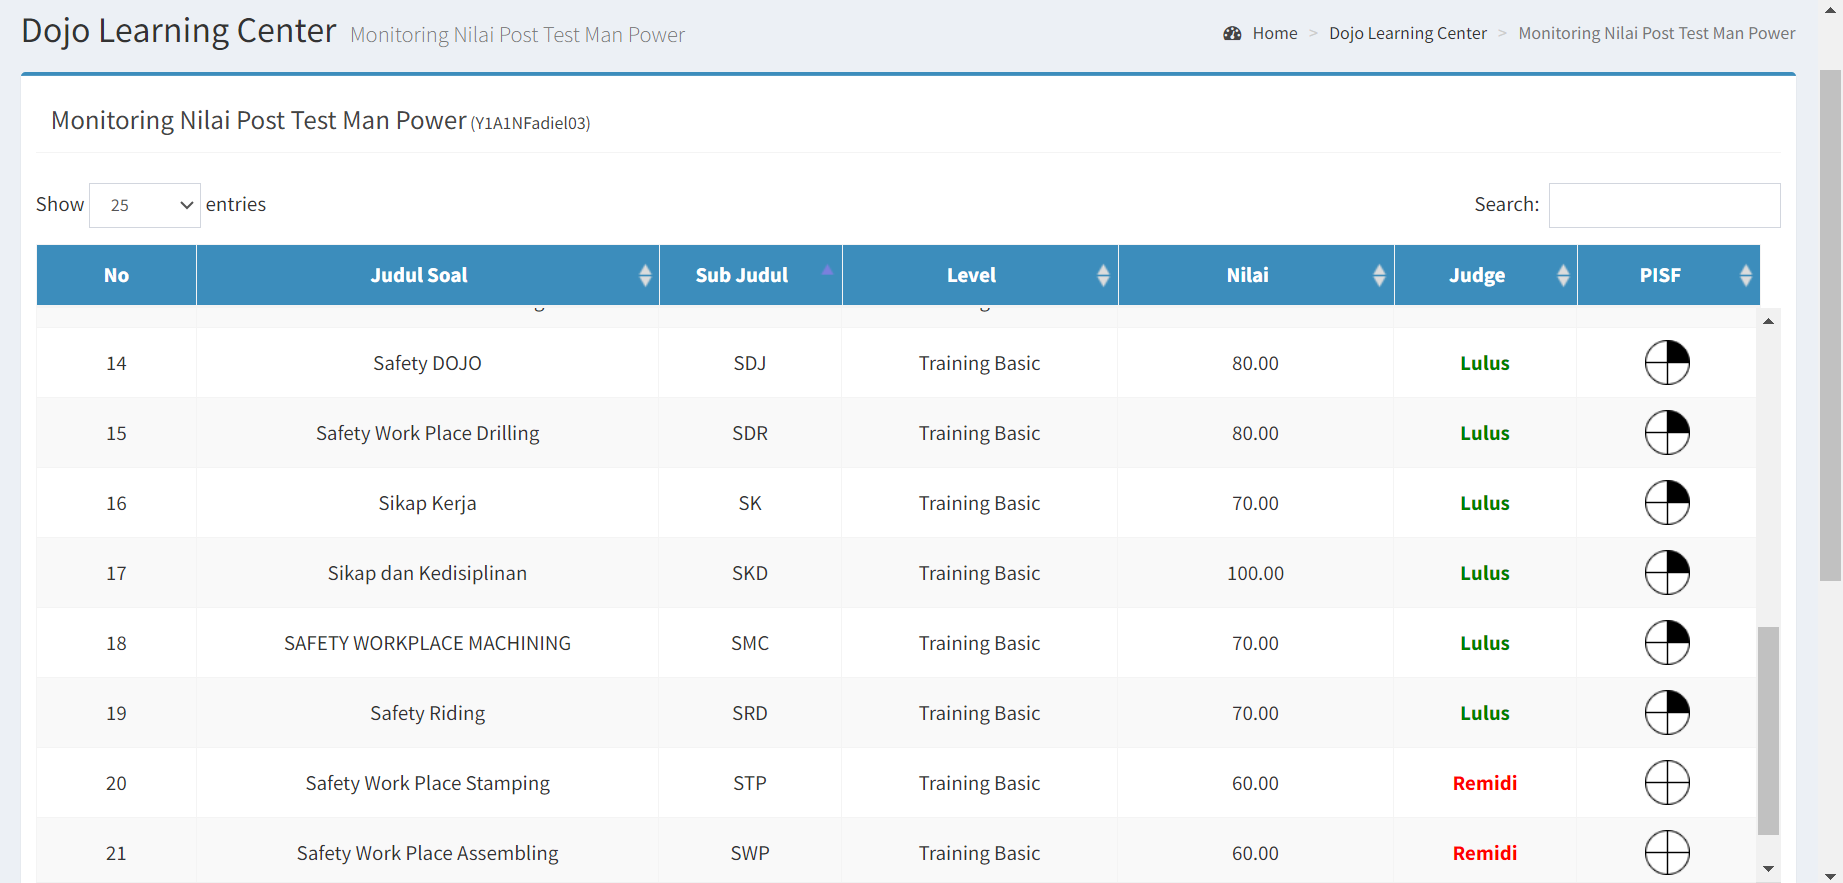 Dojo Learning Center Monitoring Nilai Post Test Man Power
Home > Dojo Learning Center > Monitoring Nilai Post Test Man Power
Monitoring Nilai Post Test Man Power (Y1A1NFadiel03)
Show 25 entries
Search:
No Judul Soal Sub Judul Level Nilai Judge PISF
14 Safety DOJO SDJ Training Basic 80.00 Lulus
15 Safety Work Place Drilling SDR Training Basic 80.00 Lulus
16 Sikap Kerja SK Training Basic 70.00 Lulus
17 Sikap dan Kedisiplinan SKD Training Basic 100.00 Lulus
18 SAFETY WORKPLACE MACHINING SMC Training Basic 70.00 Lulus
19 Safety Riding SRD Training Basic 70.00 Lulus
20 Safety Work Place Stamping STP Training Basic 60.00 Remidi
21 Safety Work Place Assembling SWP Training Basic 60.00 Remidi